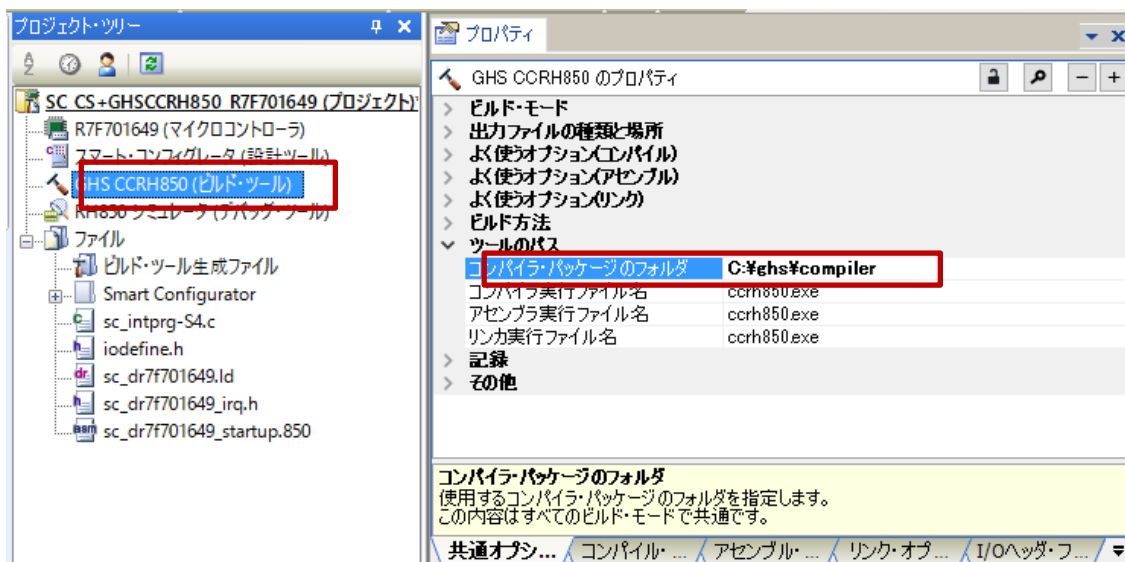 プロジェクト・ツリー
SC_CS+GHSCCRH850_R7F701649 (プロジェクト)*
R7F701649 (マイクロコントローラ)
スマート・コンフィグレータ (設計ツール)
GHS CCRH850 (ビルド・ツール)
RH850 シミュレータ (デバッグ・ツール)
ファイル
ビルド・ツール生成ファイル
Smart Configurator
sc_intprg-S4.c
iodefine.h
sc_dr7f701649.ld
sc_dr7f701649_irq.h
sc_dr7f701649_startup.850
プロパティ
GHS CCRH850 のプロパティ
ビルド・モード
出力ファイルの種類と場所
よく使うオプション(コンパイル)
よく使うオプション(アセンブル)
よく使うオプション(リンク)
ビルド方法
ツールのパス
コンパイラ・パッケージのフォルダ C:¥ghs¥compiler
コンパイラ実行ファイル名 ccrh850.exe
アセンブラ実行ファイル名 ccrh850.exe
リンカ実行ファイル名 ccrh850.exe
記録
その他
コンパイラ・パッケージのフォルダ
使用するコンパイラ・パッケージのフォルダを指定します。
この内容はすべてのビルド・モードで共通です。
共通オプシ... コンパイル・ ... アセンブル・ ... リンク・オプ... I/Oヘッダ・フ...